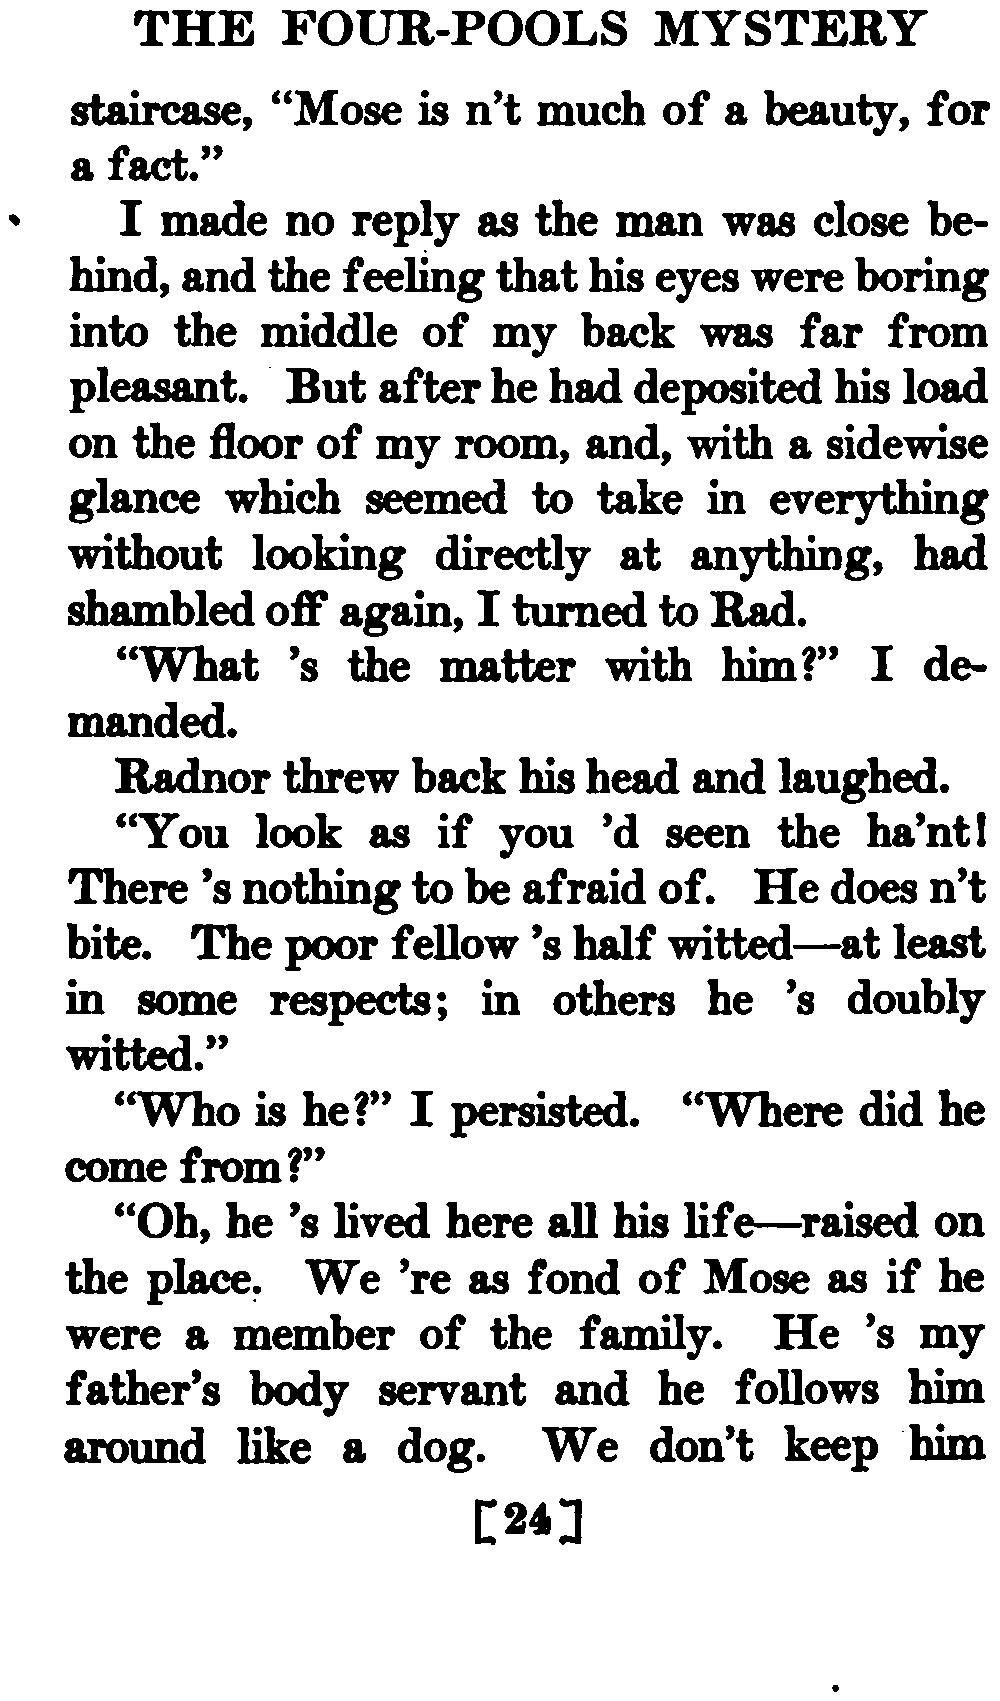 THE FOUR-POOLS MYSTERY
staircase, “Mose is n’t much of a beauty, for
a fact.”
I made no reply as the man was close be-
hind, and the feeling that his eyes were boring
into the middle of my back was far from
pleasant. But after he had deposited his load
on the floor of my room, and, with a sidewise
glance which seemed to take in everything
without looking directly at anything, had
shambled off again, I turned to Rad.
“What ’s the matter with him?” I de-
manded.
Radnor threw back his head and laughed.
“You look as if you ’d seen the ha’nt!
There ’s nothing to be afraid of. He does n’t
bite. The poor fellow ’s half witted—at least
in some respects; in others he ’s doubly
witted.”
“Who is he?” I persisted. “Where did he
come from?”
“Oh, he ’s lived here all his life—raised on
the place. We ’re as fond of Mose as if he
were a member of the family. He ’s my
father’s body servant and he follows him
around like a dog. We don’t keep him
[24]